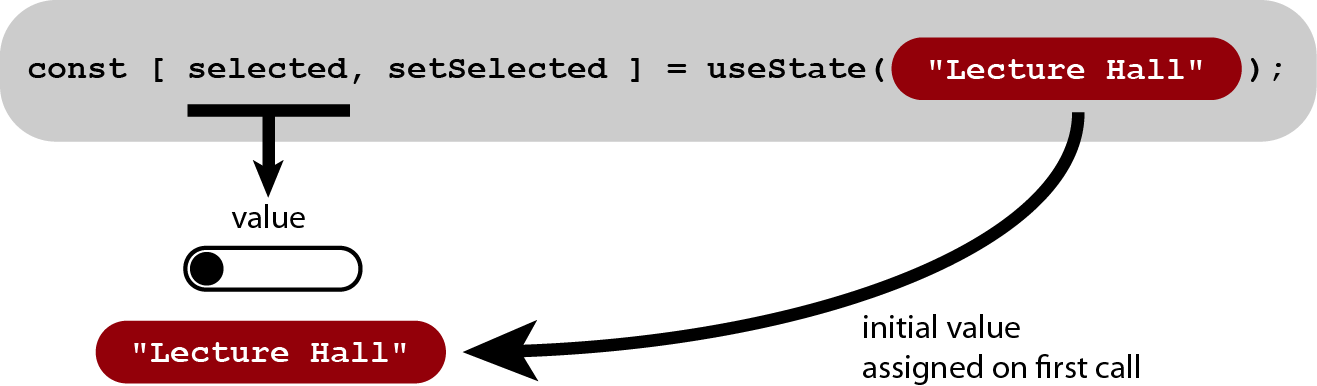 const [ selected, setSelected ] = useState( "Lecture Hall" );
value
"Lecture Hall"
initial value
assigned on first call